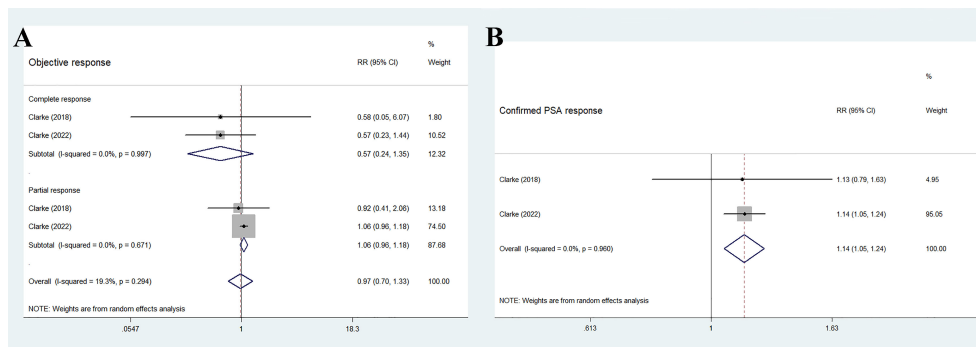 A
%
Objective response RR (95% CI) Weight
Complete response
Clarke (2018) 0.58 (0.05, 6.07) 1.80
Clarke (2022) 0.57 (0.23, 1.44) 10.52
Subtotal (I-squared = 0.0%, p = 0.997) 0.57 (0.24, 1.35) 12.32
.
Partial response
Clarke (2018) 0.92 (0.41, 2.06) 13.18
Clarke (2022) 1.06 (0.96, 1.18) 74.50
Subtotal (I-squared = 0.0%, p = 0.671) 1.06 (0.96, 1.18) 87.68
.
Overall (I-squared = 19.3%, p = 0.294) 0.97 (0.70, 1.33) 100.00
NOTE: Weights are from random effects analysis
.0547 1 18.3
B
%
Confirmed PSA response RR (95% CI) Weight
Clarke (2018) 1.13 (0.79, 1.63) 4.95
Clarke (2022) 1.14 (1.05, 1.24) 95.05
Overall (I-squared = 0.0%, p = 0.960) 1.14 (1.05, 1.24) 100.00
NOTE: Weights are from random effects analysis
.613 1 1.63